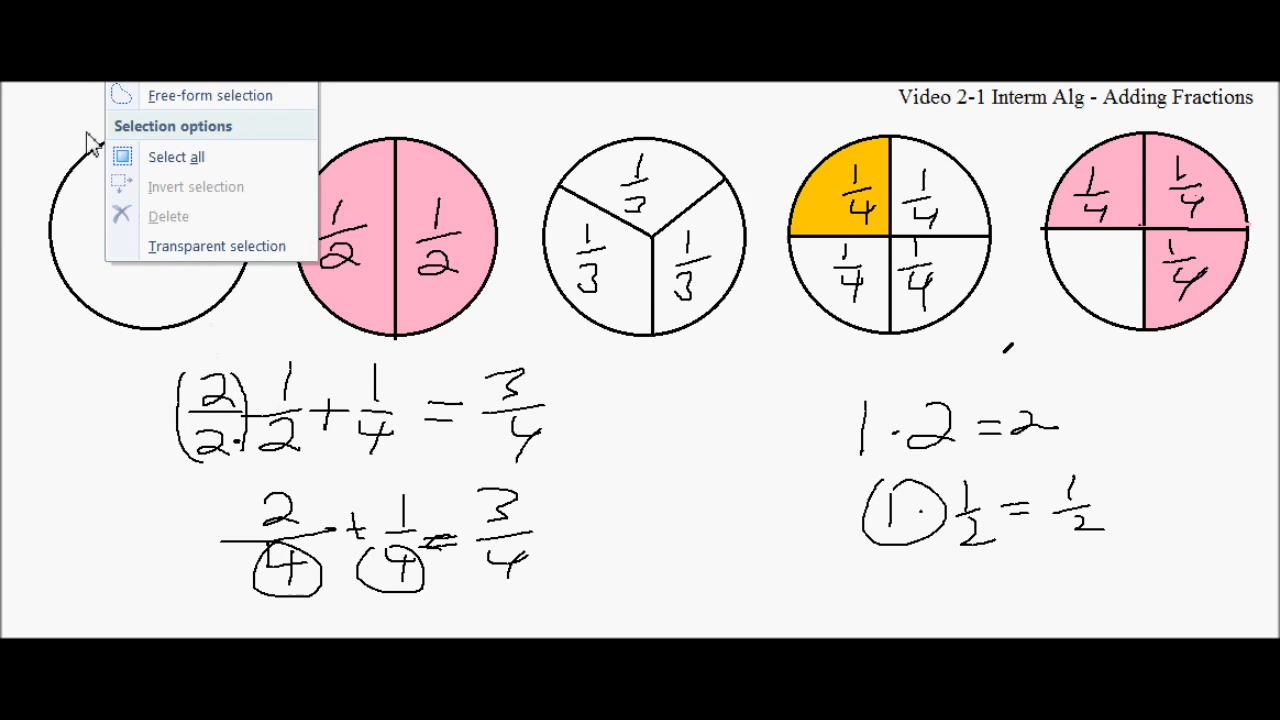 Video 2-1 Interm Alg - Adding Fractions
Free-form selection
Selection options
Select all
Invert selection
Delete
Transparent selection
1/2 1/2
1/3 1/3 1/3
1/4 1/4 1/4 1/4
1/4 1/4 1/4
(2/2) · 1/2 + 1/4 = 3/4
2/4 + 1/4 = 3/4
1 · 2 = 2
1 · 1/2 = 1/2